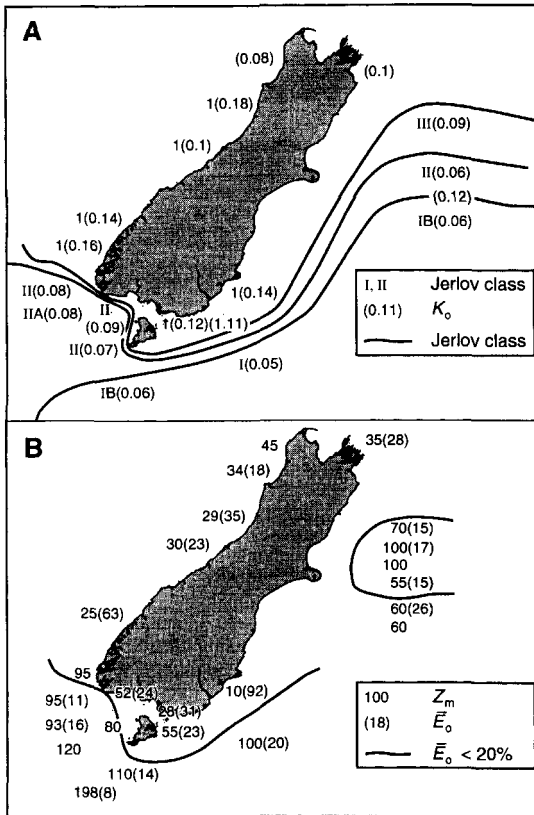 A
(0.08)
(0.1)
1(0.18)
III(0.09)
1(0.1)
II(0.06)
(0.12)
IB(0.06)
1(0.14)
1(0.16)
1(0.14)
II(0.08)
II
IIA(0.08)
(0.09)
1(0.12)(1.11)
II(0.07)
I(0.05)
IB(0.06)
I, II Jerlov class
(0.11) Ko
Jerlov class
B
45
35(28)
34(18)
29(35)
30(23)
70(15)
100(17)
100
55(15)
60(26)
60
25(63)
95
52(24)
10(92)
95(11)
28(31)
93(16)
80
55(23)
120
100(20)
110(14)
198(8)
100 Zm
(18) E⃗o
E̅o < 20%